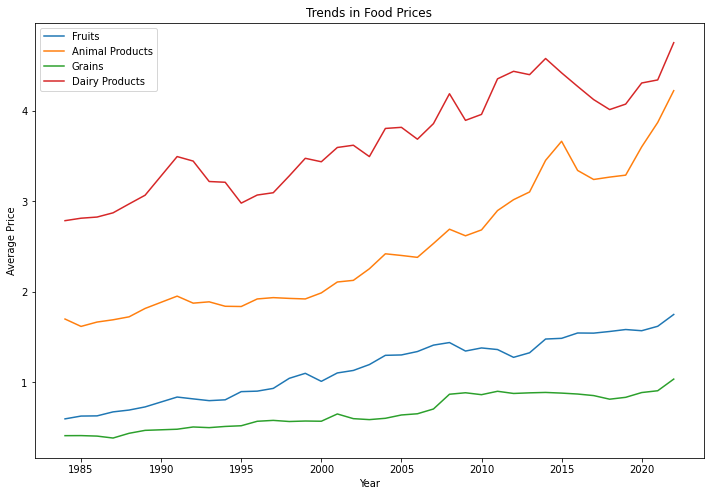 Trends in Food Prices
Fruits
Animal Products
Grains
Dairy Products
Average Price
4
3
2
1
1985 1990 1995 2000 2005 2010 2015 2020
Year